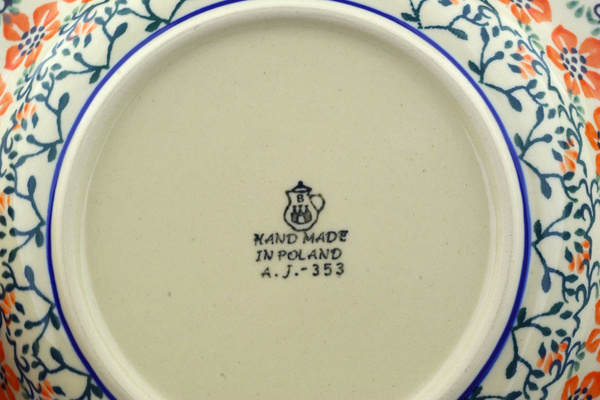 B
HAND MADE
IN POLAND
A.J.-353